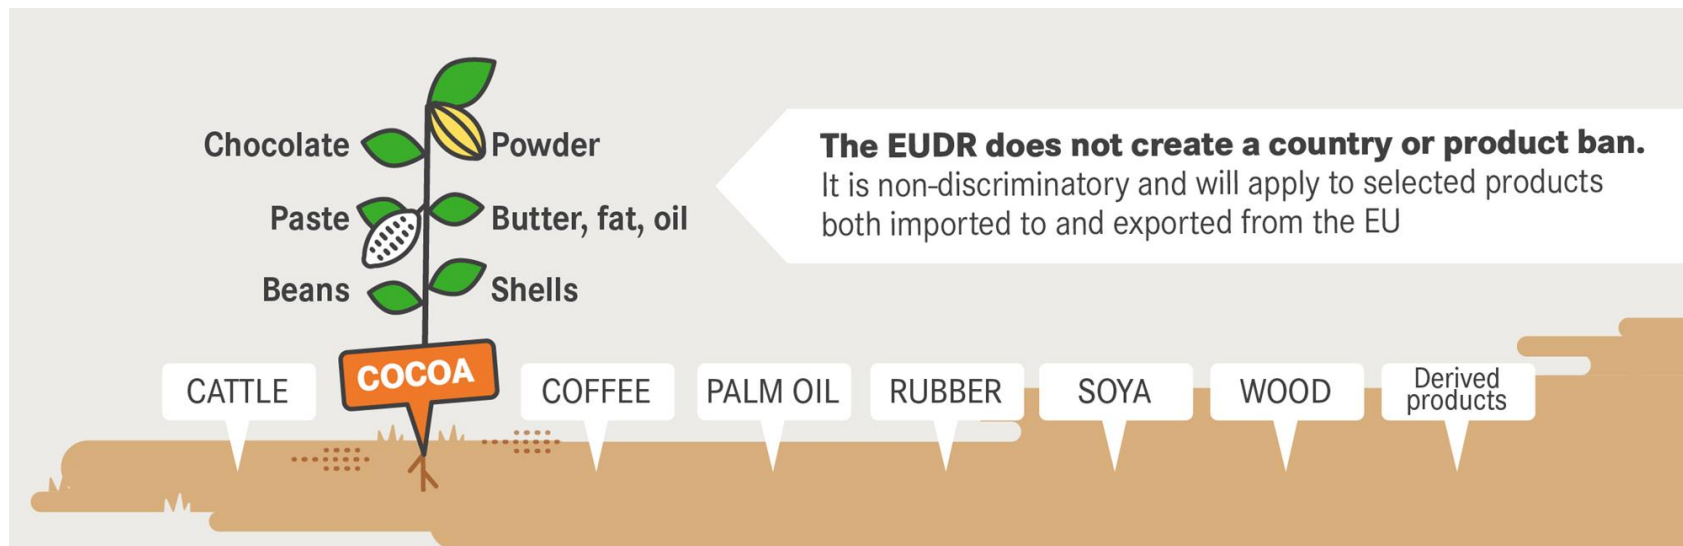 Chocolate
Powder
Paste
Butter, fat, oil
Beans
Shells
The EUDR does not create a country or product ban.
It is non-discriminatory and will apply to selected products
both imported to and exported from the EU
CATTLE
COCOA
COFFEE
PALM OIL
RUBBER
SOYA
WOOD
Derived
products